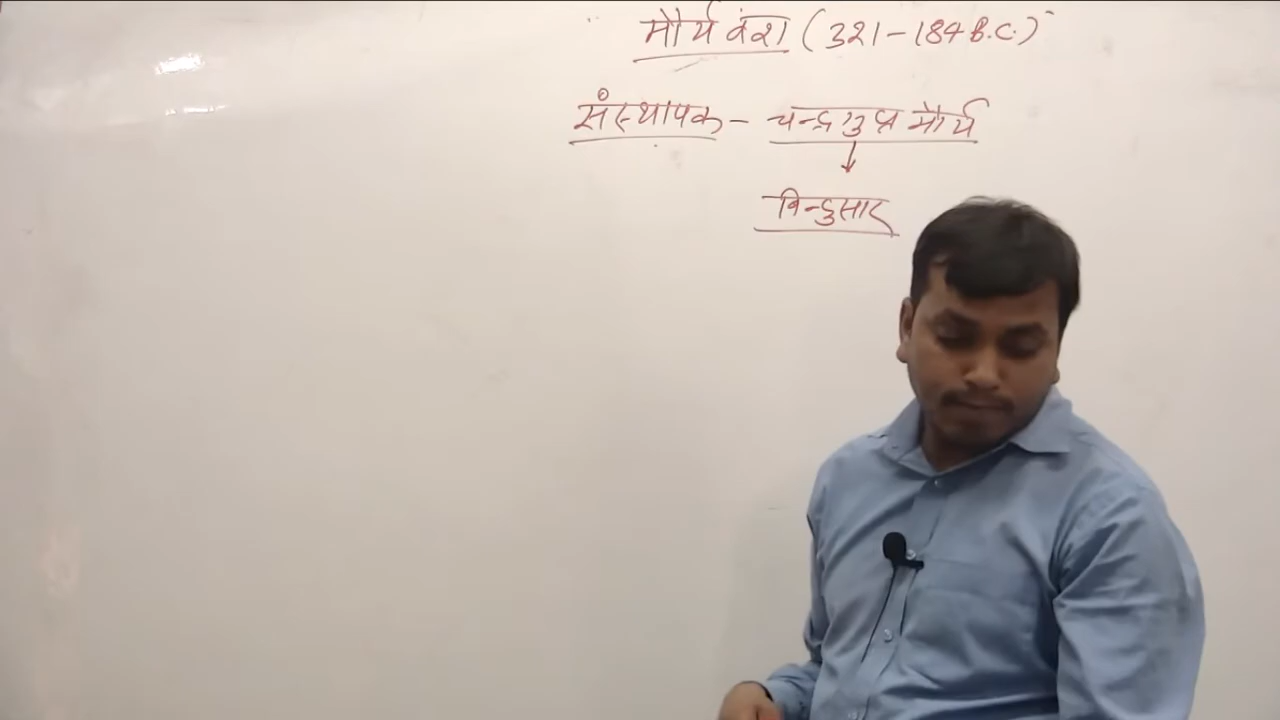 मौर्य वंश (321-184 B.C.)
संस्थापक - चन्द्रगुप्त मौर्य
↓
बिन्दुसार